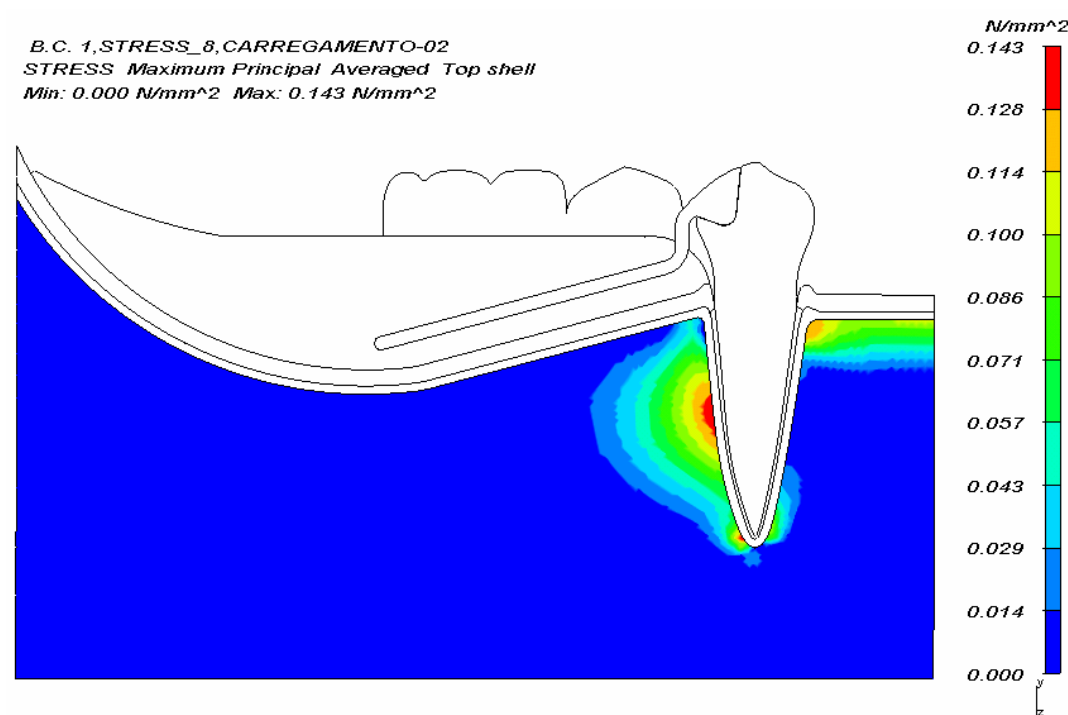 B.C. 1,STRESS_8,CARREGAMENTO-02
STRESS Maximum Principal Averaged Top shell
Min: 0.000 N/mm^2 Max: 0.143 N/mm^2
N/mm^2
0.143
0.128
0.114
0.100
0.086
0.071
0.057
0.043
0.029
0.014
0.000
y
z